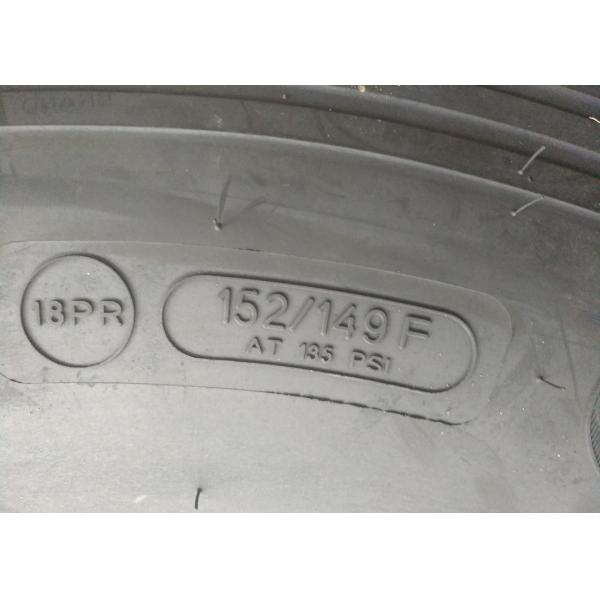 18PR
152/149 F
AT 135 PSI